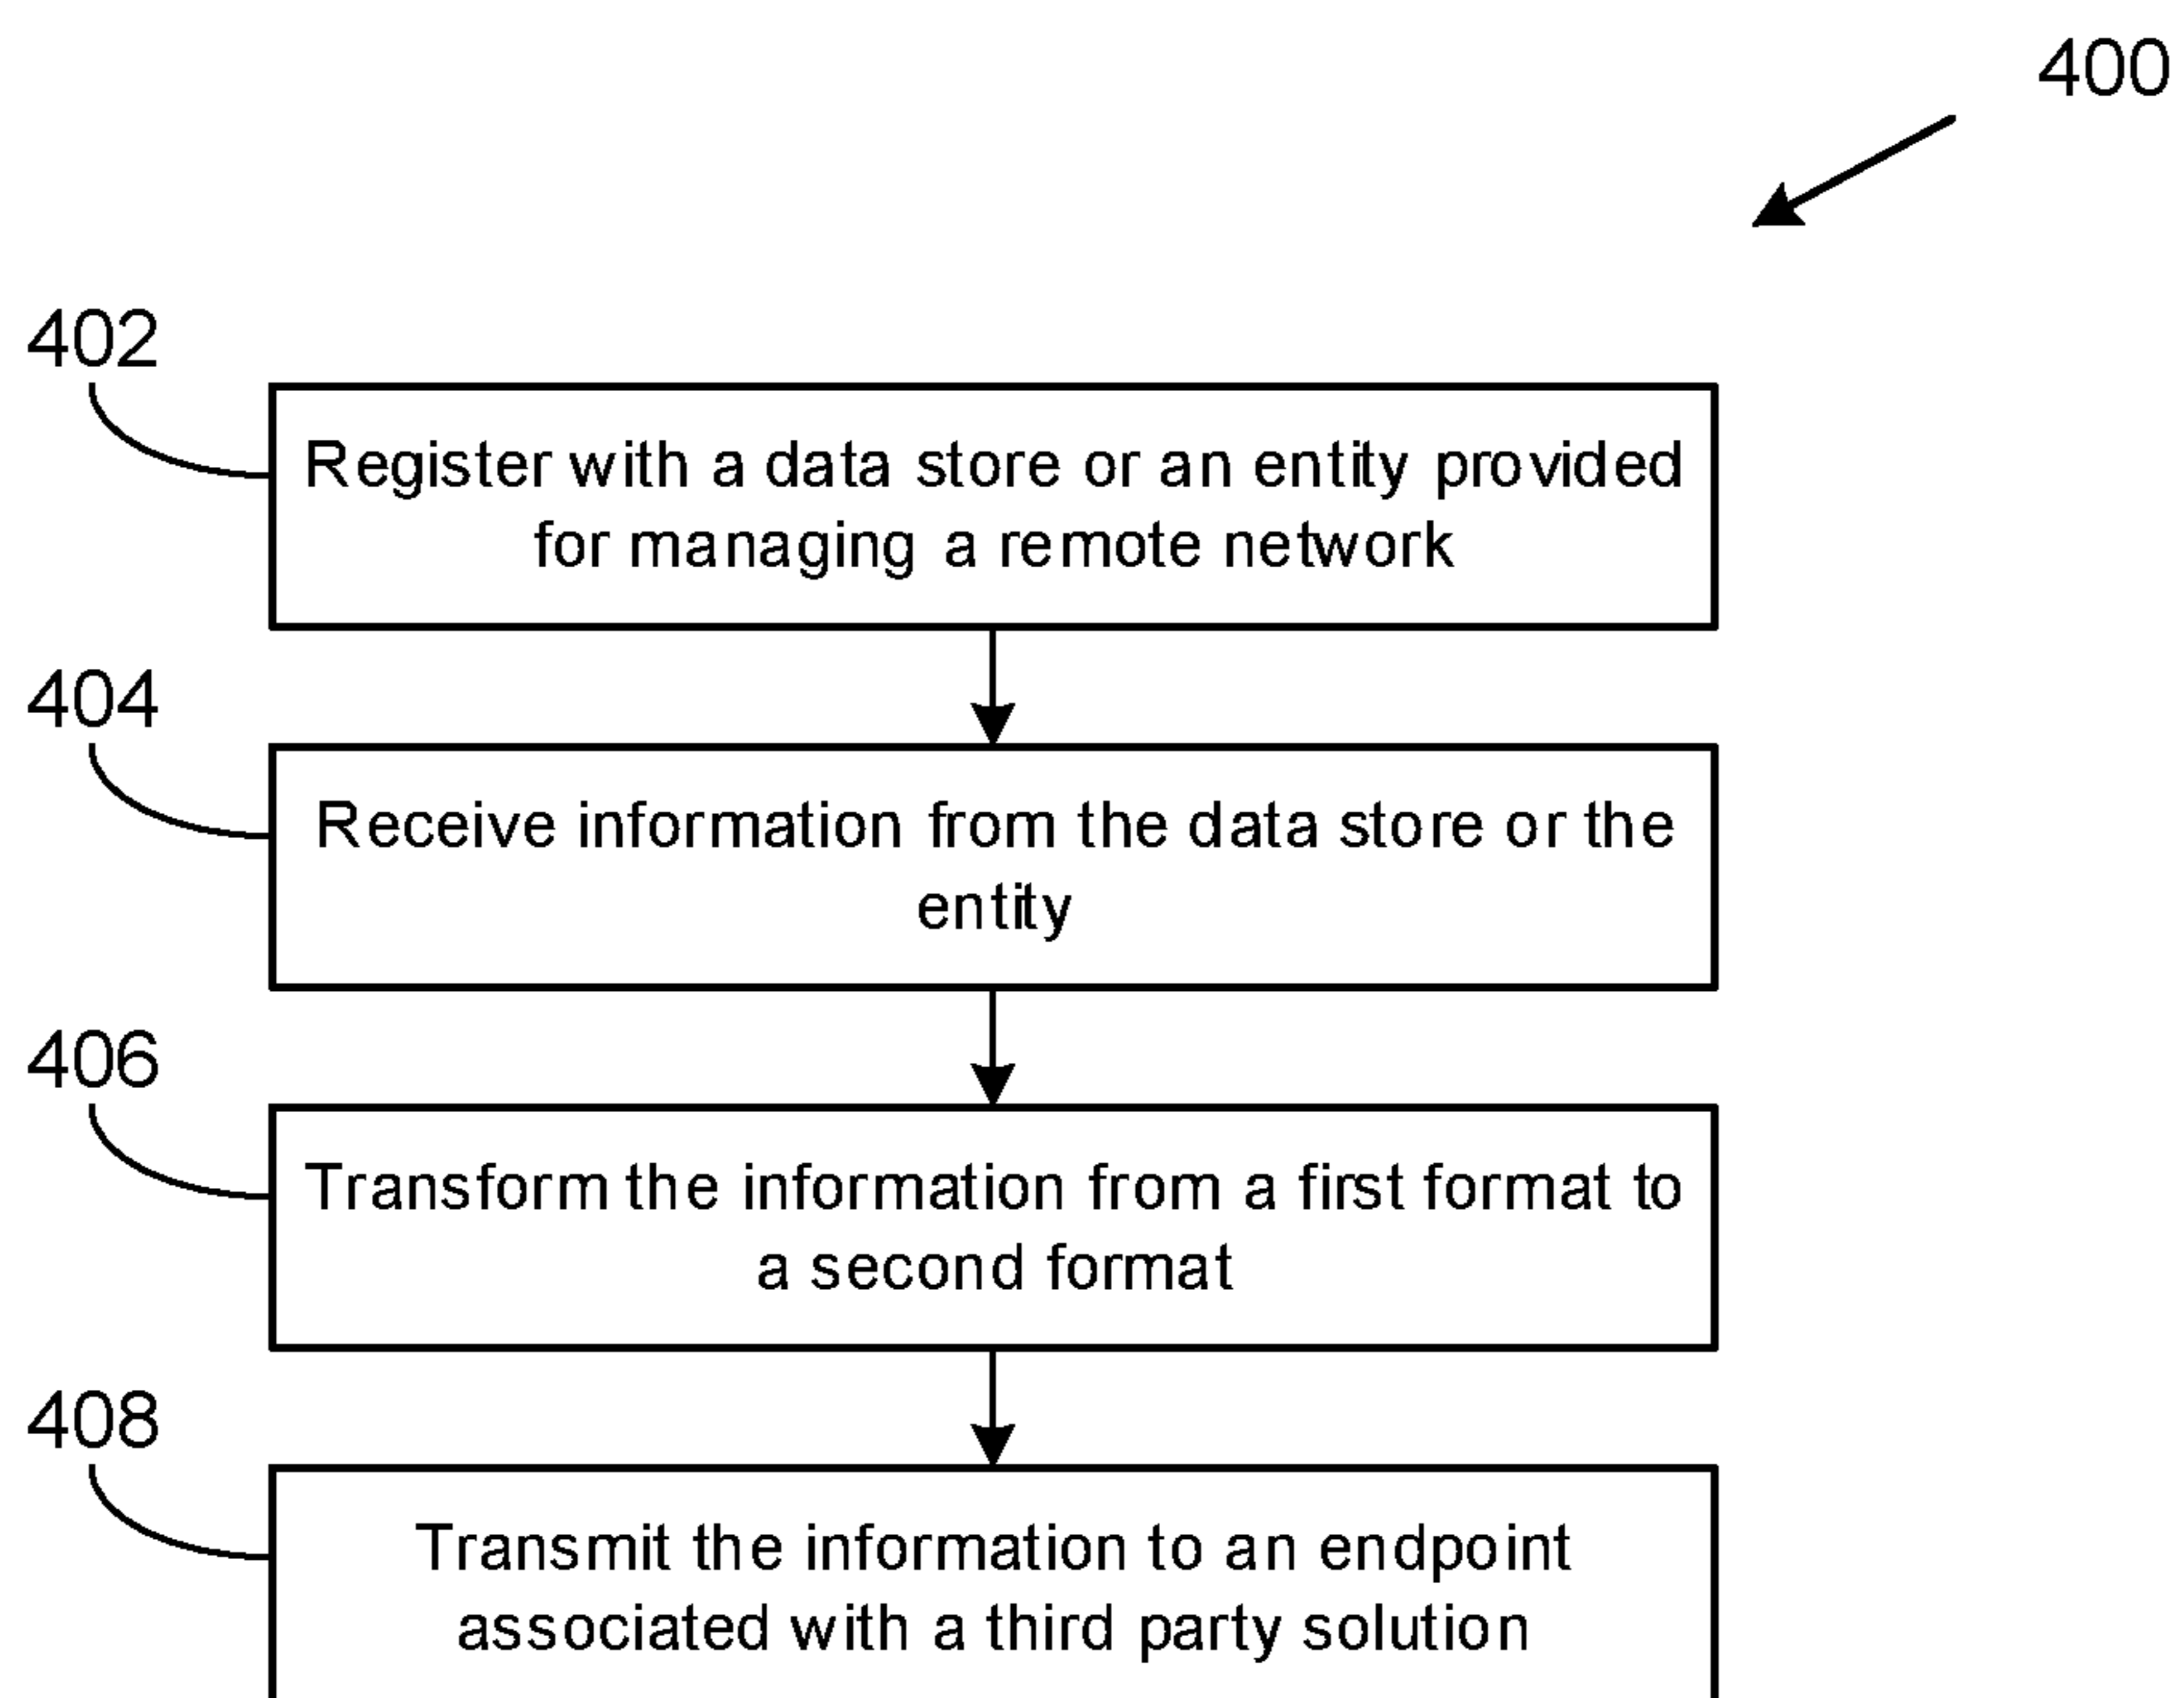 400
402
Register with a data store or an entity provided
for managing a remote network
404
Receive information from the data store or the
entity
406
Transform the information from a first format to
a second format
408
Transmit the information to an endpoint
associated with a third party solution